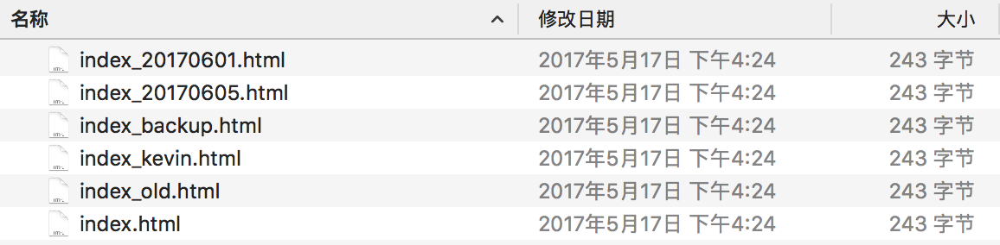 名称 修改日期 大小
index_20170601.html 2017年5月17日 下午4:24 243 字节
index_20170605.html 2017年5月17日 下午4:24 243 字节
index_backup.html 2017年5月17日 下午4:24 243 字节
index_kevin.html 2017年5月17日 下午4:24 243 字节
index_old.html 2017年5月17日 下午4:24 243 字节
index.html 2017年5月17日 下午4:24 243 字节